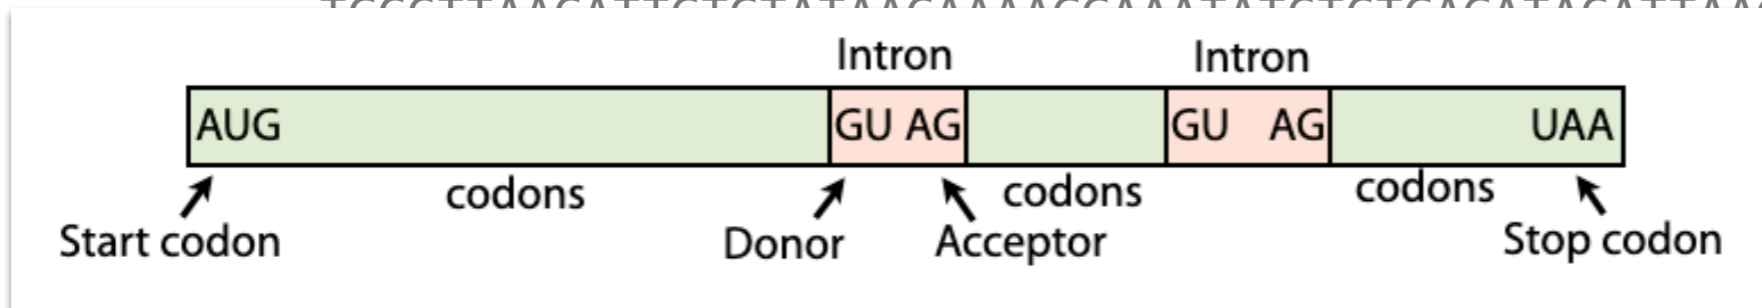 Intron Intron
AUG GU AG GU AG UAA
codons codons codons
Start codon Donor Acceptor Stop codon